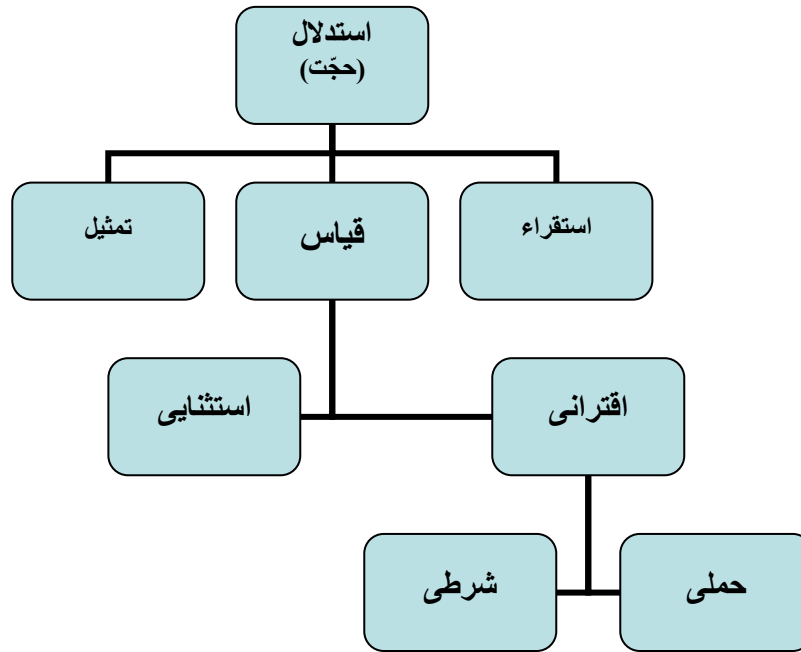 استدلال
(حجّت)
استقراء
قیاس
تمثیل
اقترانی
استثنایی
حملی
شرطی